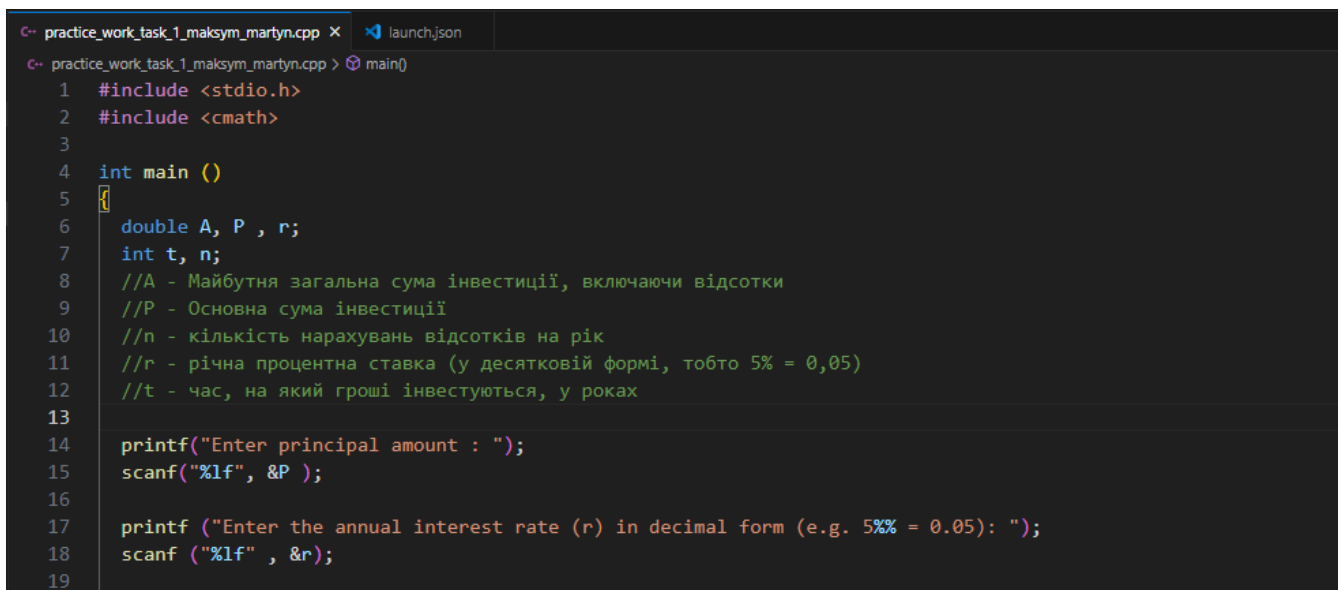 practice_work_task_1_maksym_martyn.cpp X launch.json
practice_work_task_1_maksym_martyn.cpp > main()
1 #include <stdio.h>
2 #include <cmath>
3
4 int main ()
5 {
6 double A, P , r;
7 int t, n;
8 //A - Майбутня загальна сума інвестиції, включаючи відсотки
9 //P - Основна сума інвестиції
10 //n - кількість нарахувань відсотків на рік
11 //r - річна процентна ставка (у десятковій формі, тобто 5% = 0,05)
12 //t - час, на який гроші інвестуються, у роках
13
14 printf("Enter principal amount : ");
15 scanf("%lf", &P );
16
17 printf ("Enter the annual interest rate (r) in decimal form (e.g. 5%% = 0.05): ");
18 scanf ("%lf" , &r);
19